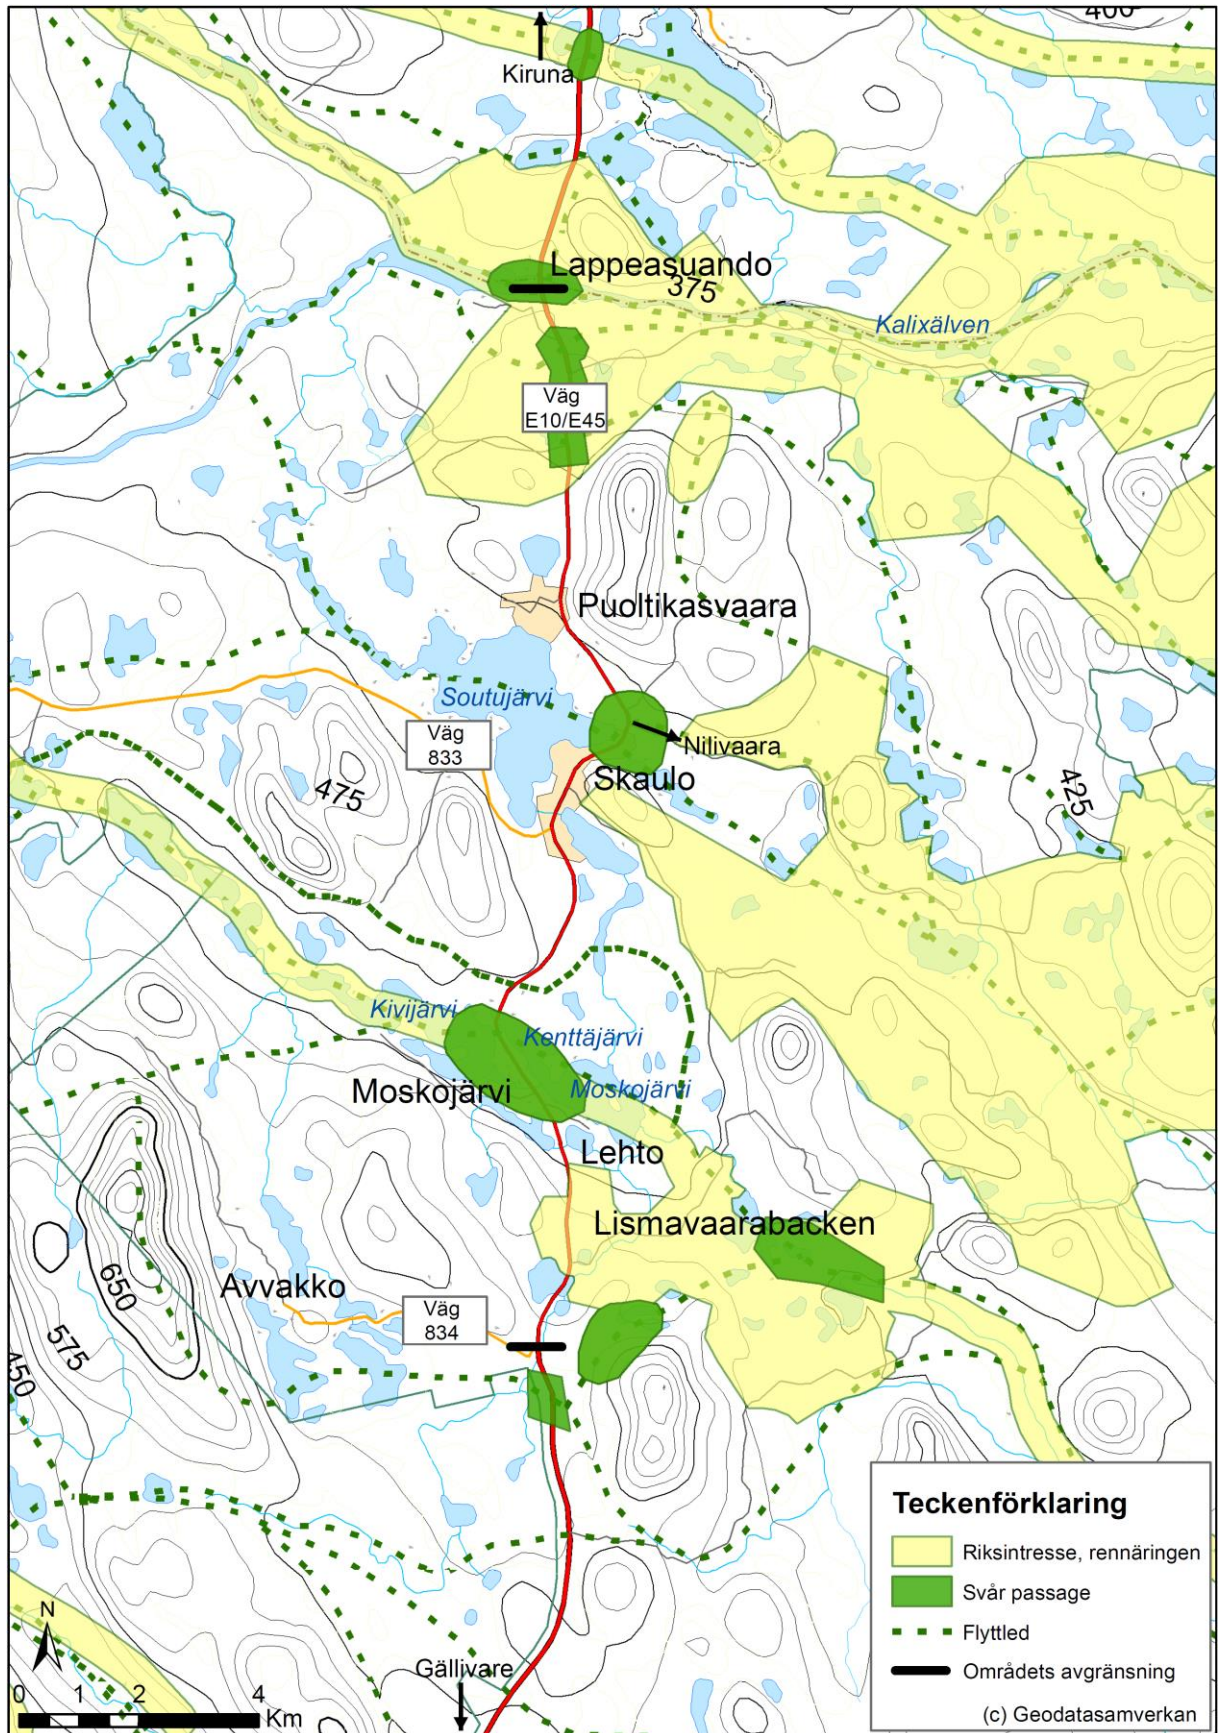 400
Kiruna
Lappeasuando
375
Kalixälven
Väg
E10/E45
Puoltikasvaara
Soutujärvi
Väg
833
Nilivaara
Skaulo
475
425
Kivijärvi
Kenttäjärvi
Moskojärvi
Moskojärvi
Lehto
Lismavaarabacken
650
Avvakko
Väg
834
575
450
Teckenförklaring
Riksintresse, rennäringen
Svår passage
Flyttled
Områdets avgränsning
(c) Geodatasamverkan
N
Gällivare
0 1 2 4
Km